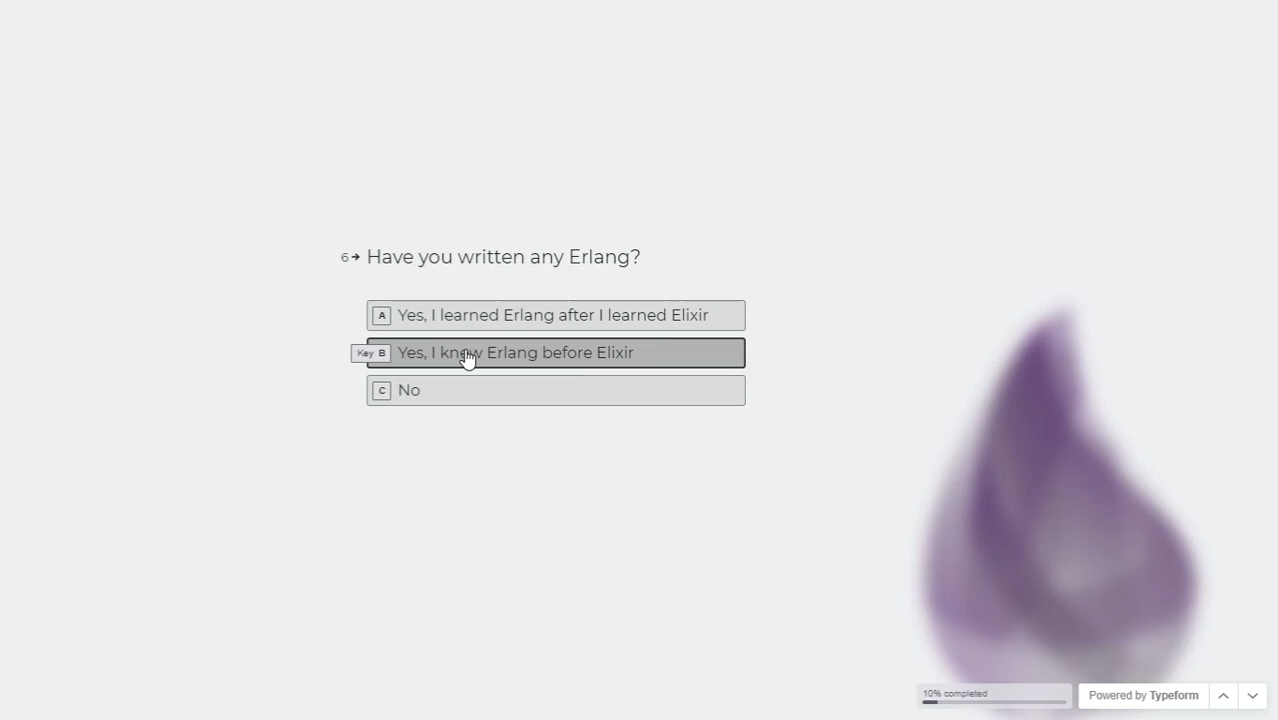 6 Have you written any Erlang?
A Yes, I learned Erlang after I learned Elixir
Key B Yes, I knew Erlang before Elixir
C No
10% completed
Powered by Typeform